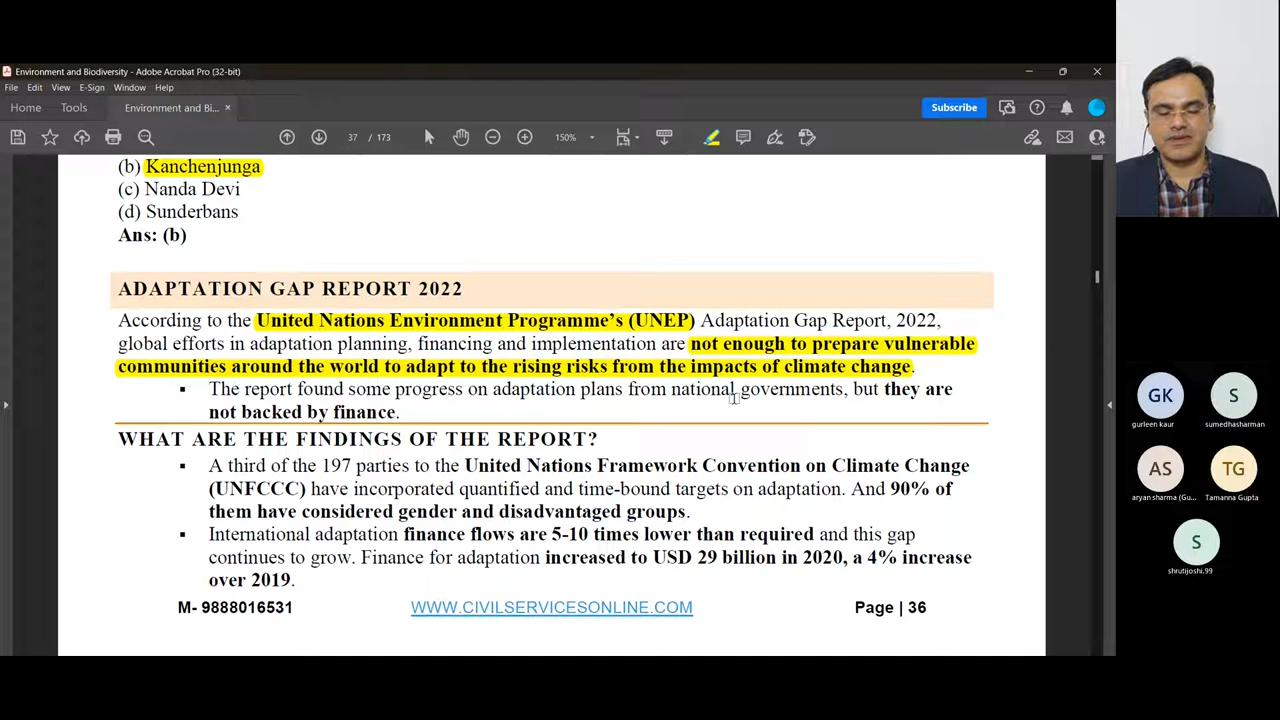 Environment and Biodiversity - Adobe Acrobat Pro (32-bit)
File Edit View E-Sign Window Help
Home Tools Environment and Bi... × Subscribe
37 / 173 150%
(b) Kanchenjunga
(c) Nanda Devi
(d) Sunderbans
Ans: (b)
ADAPTATION GAP REPORT 2022
According to the United Nations Environment Programme’s (UNEP) Adaptation Gap Report, 2022,
global efforts in adaptation planning, financing and implementation are not enough to prepare vulnerable
communities around the world to adapt to the rising risks from the impacts of climate change.
▪ The report found some progress on adaptation plans from national governments, but they are
not backed by finance.
WHAT ARE THE FINDINGS OF THE REPORT?
▪ A third of the 197 parties to the United Nations Framework Convention on Climate Change
(UNFCCC) have incorporated quantified and time-bound targets on adaptation. And 90% of
them have considered gender and disadvantaged groups.
▪ International adaptation finance flows are 5-10 times lower than required and this gap
continues to grow. Finance for adaptation increased to USD 29 billion in 2020, a 4% increase
over 2019.
M- 9888016531 WWW.CIVILSERVICESONLINE.COM Page | 36
GK S
gurleen kaur sumedhasharman
AS TG
aryan sharma (Gu... Tamanna Gupta
S
shrutijoshi.99